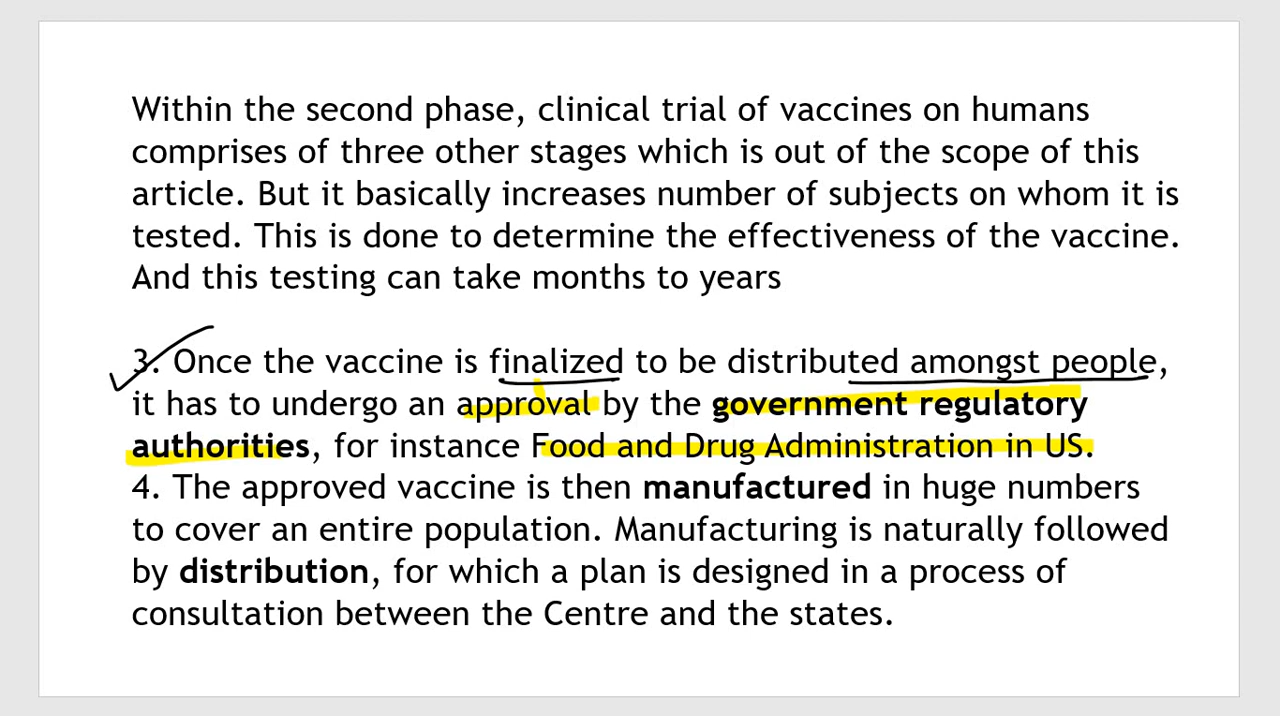 Within the second phase, clinical trial of vaccines on humans
comprises of three other stages which is out of the scope of this
article. But it basically increases number of subjects on whom it is
tested. This is done to determine the effectiveness of the vaccine.
And this testing can take months to years
3. Once the vaccine is finalized to be distributed amongst people,
it has to undergo an approval by the government regulatory
authorities, for instance Food and Drug Administration in US.
4. The approved vaccine is then manufactured in huge numbers
to cover an entire population. Manufacturing is naturally followed
by distribution, for which a plan is designed in a process of
consultation between the Centre and the states.